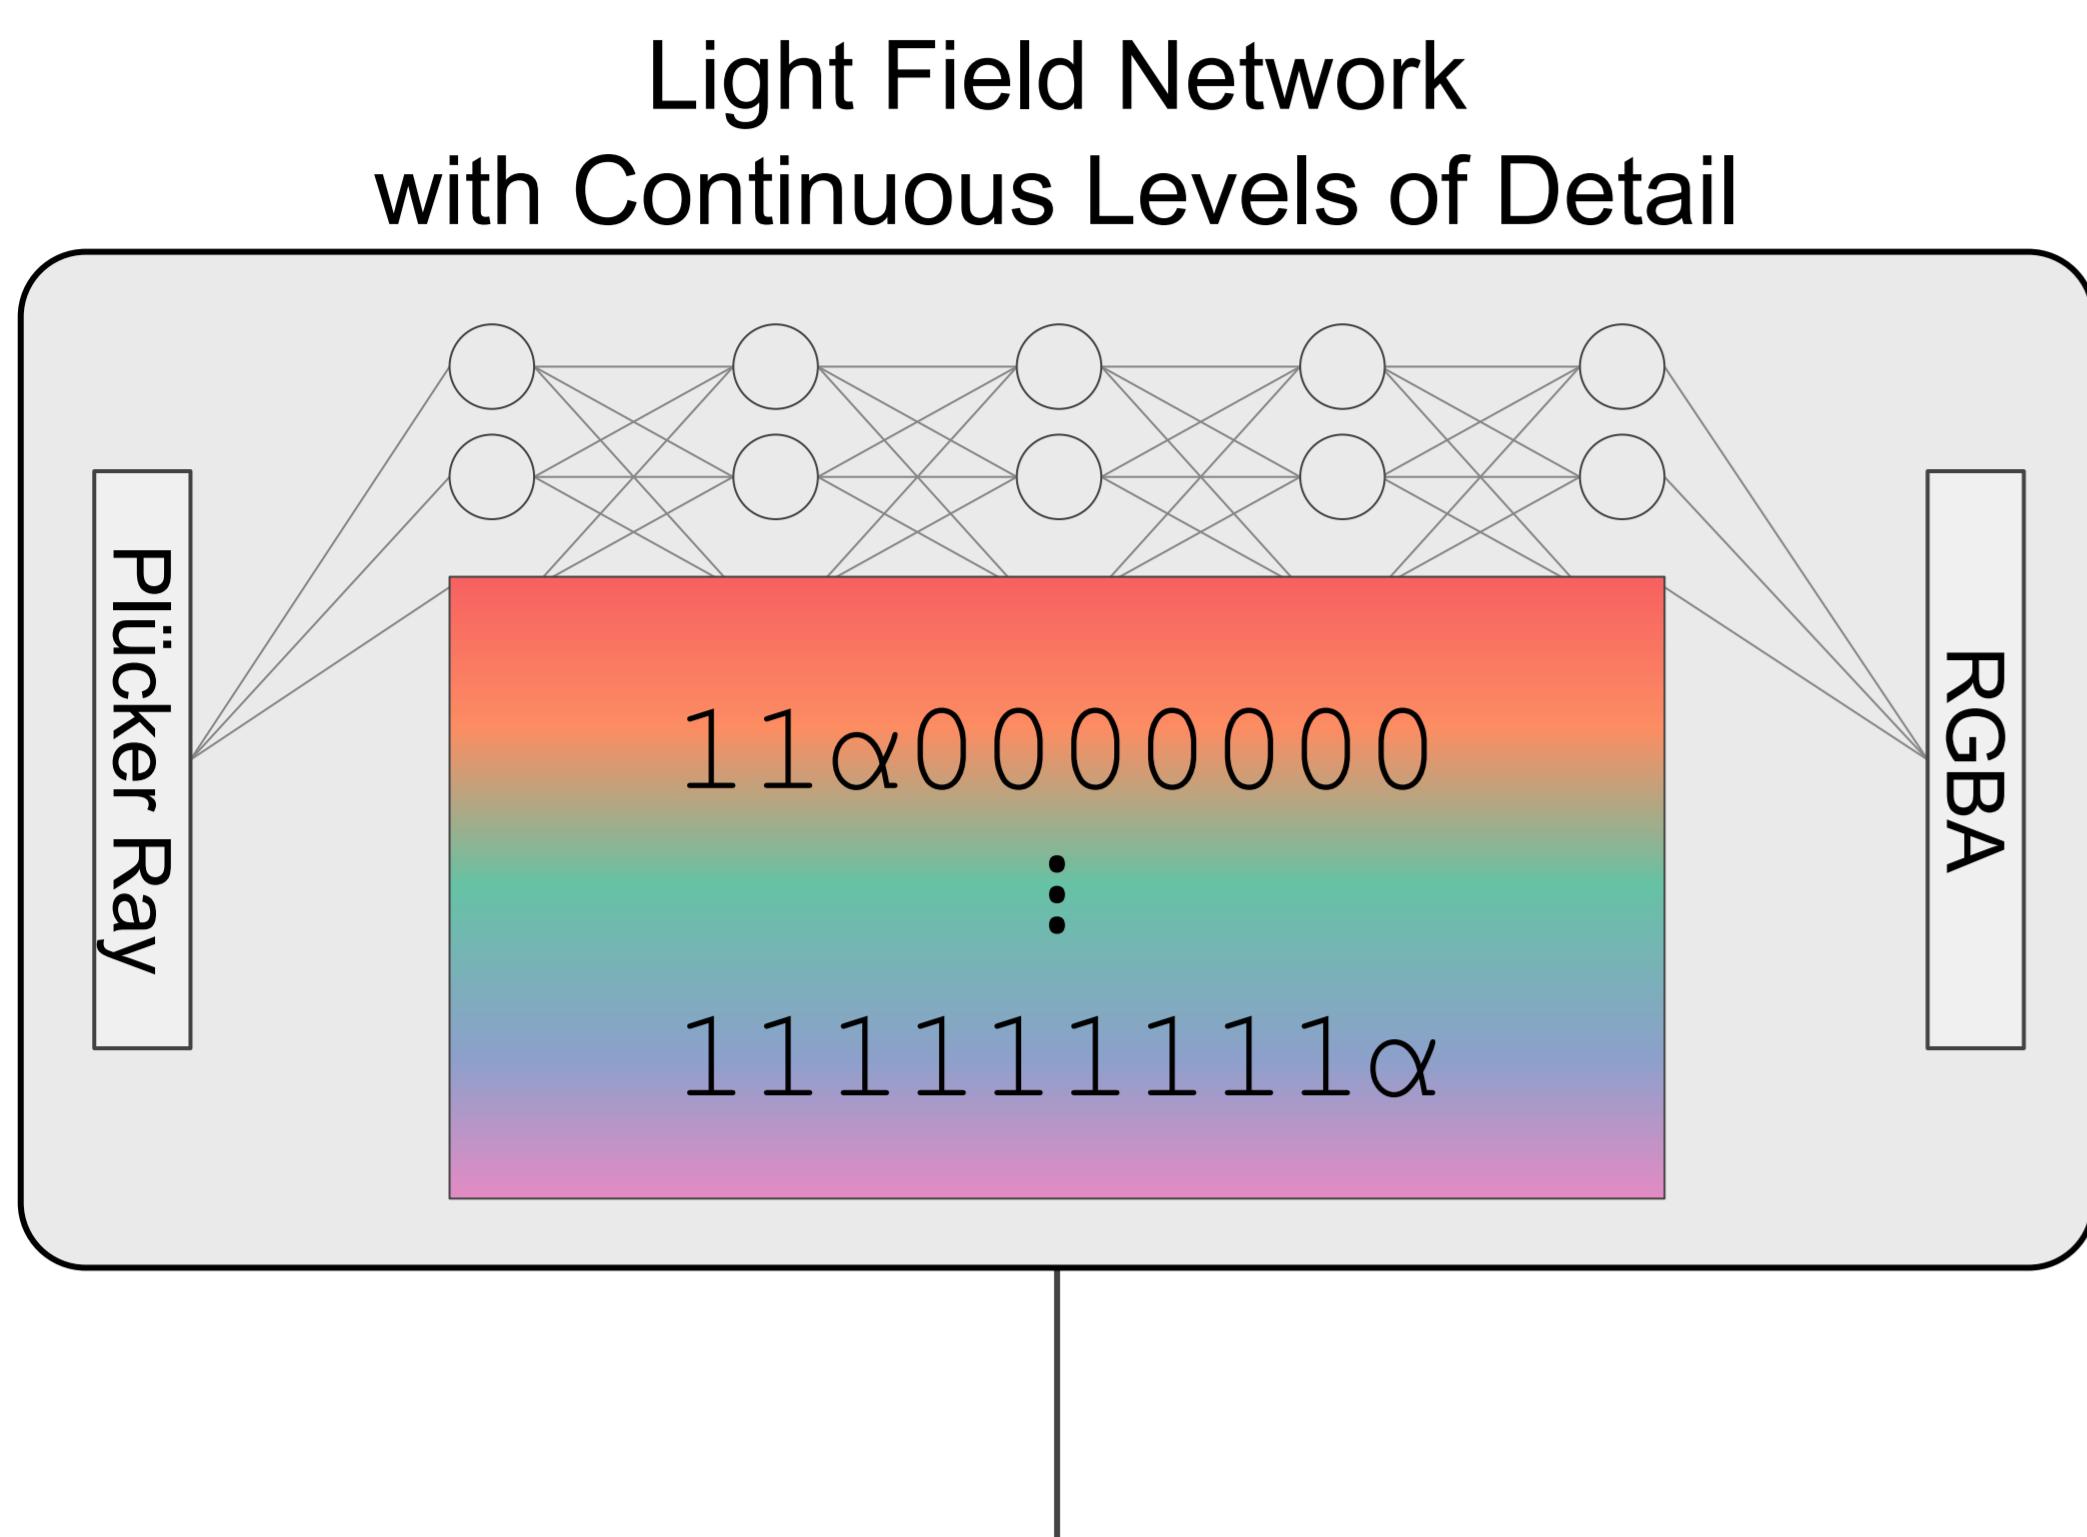 Light Field Network
with Continuous Levels of Detail
Plücker Ray
11α0000000
⋮
111111111α
RGBA